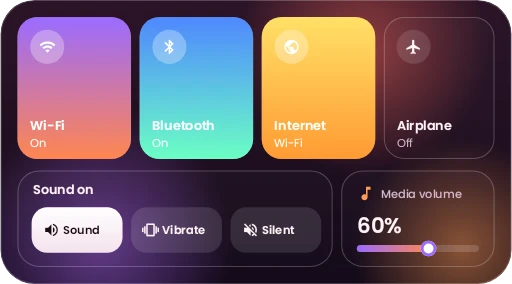 Wi-Fi
On
Bluetooth
On
Internet
Wi-Fi
Airplane
Off
Sound on
Sound
Vibrate
Silent
Media volume
60%